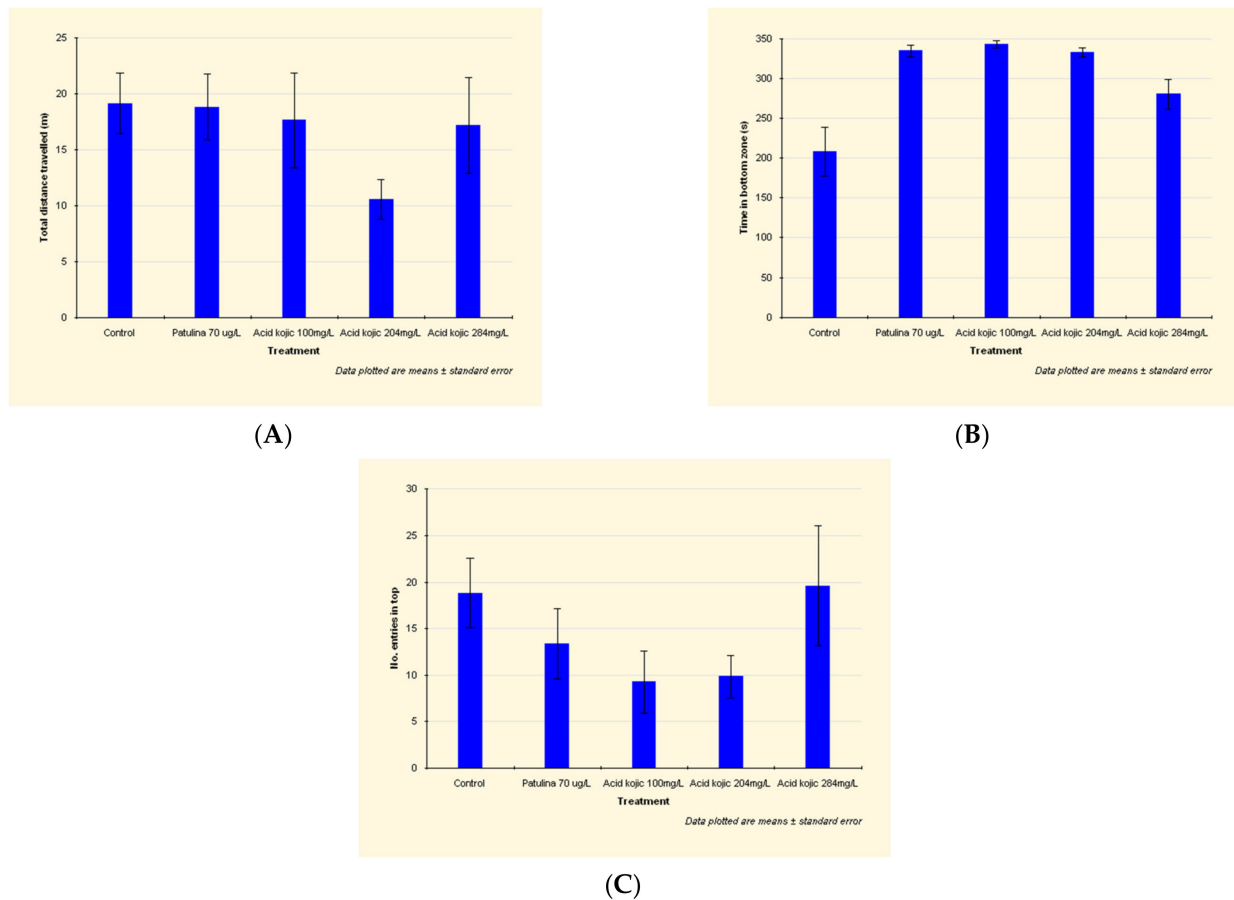 25
20
15
10
5
0
Total distance travelled (m)
Control
Patulina 70 ug/L
Acid kojic 100mg/L
Acid kojic 204mg/L
Acid kojic 284mg/L
Treatment
Data plotted are means ± standard error
(A)
350
300
250
200
150
100
50
0
Time in bottom zone (s)
Control
Patulina 70 ug/L
Acid kojic 100mg/L
Acid kojic 204mg/L
Acid kojic 284mg/L
Treatment
Data plotted are means ± standard error
(B)
30
25
20
15
10
5
0
No. entries in top
Control
Patulina 70 ug/L
Acid kojic 100mg/L
Acid kojic 204mg/L
Acid kojic 284mg/L
Treatment
Data plotted are means ± standard error
(C)